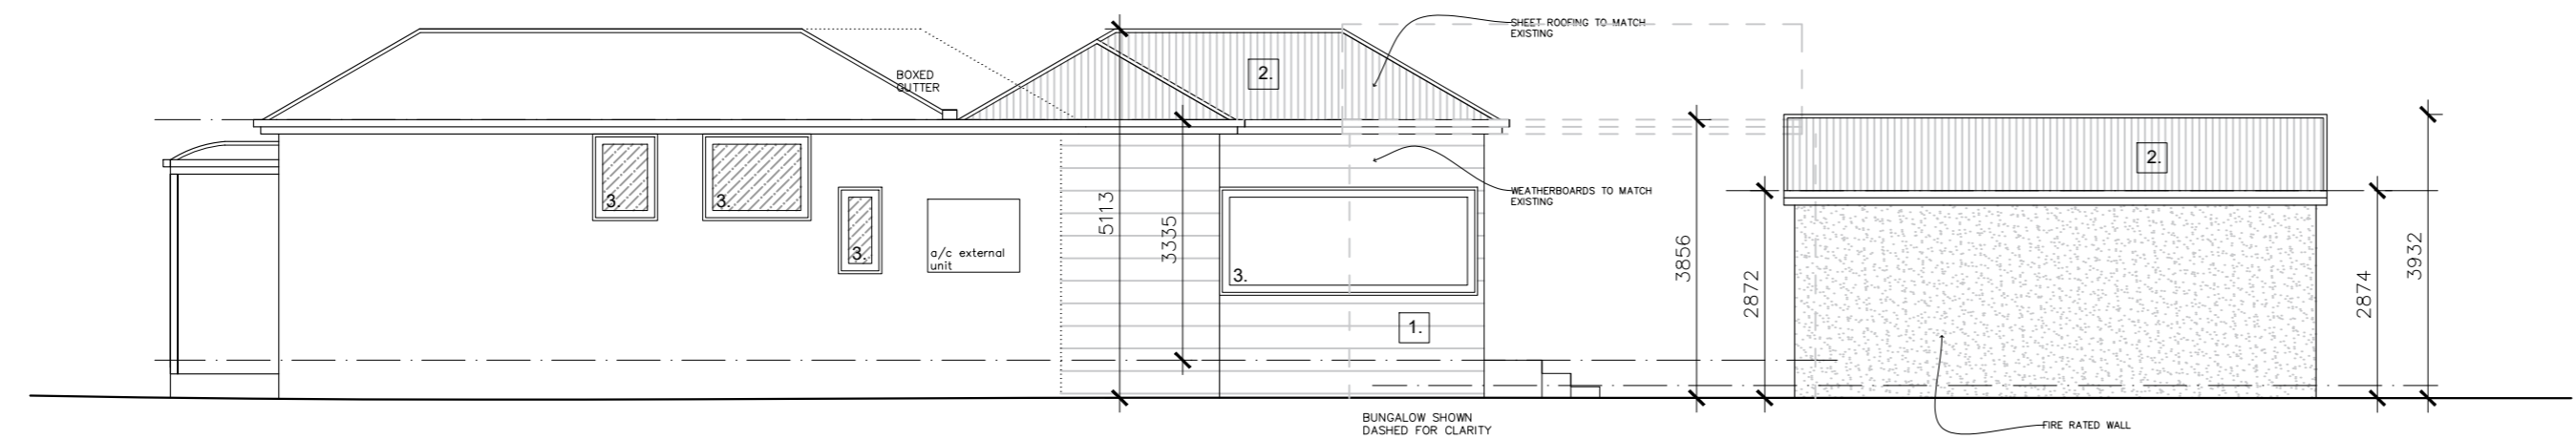 SHEET ROOFING TO MATCH
EXISTING
BOXED
GUTTER
2.
2.
WEATHERBOARDS TO MATCH
EXISTING
3.
3.
3.
a/c external
unit
5113
3335
3.
1.
3856
2872
2874
3932
BUNGALOW SHOWN
DASHED FOR CLARITY
FIRE RATED WALL